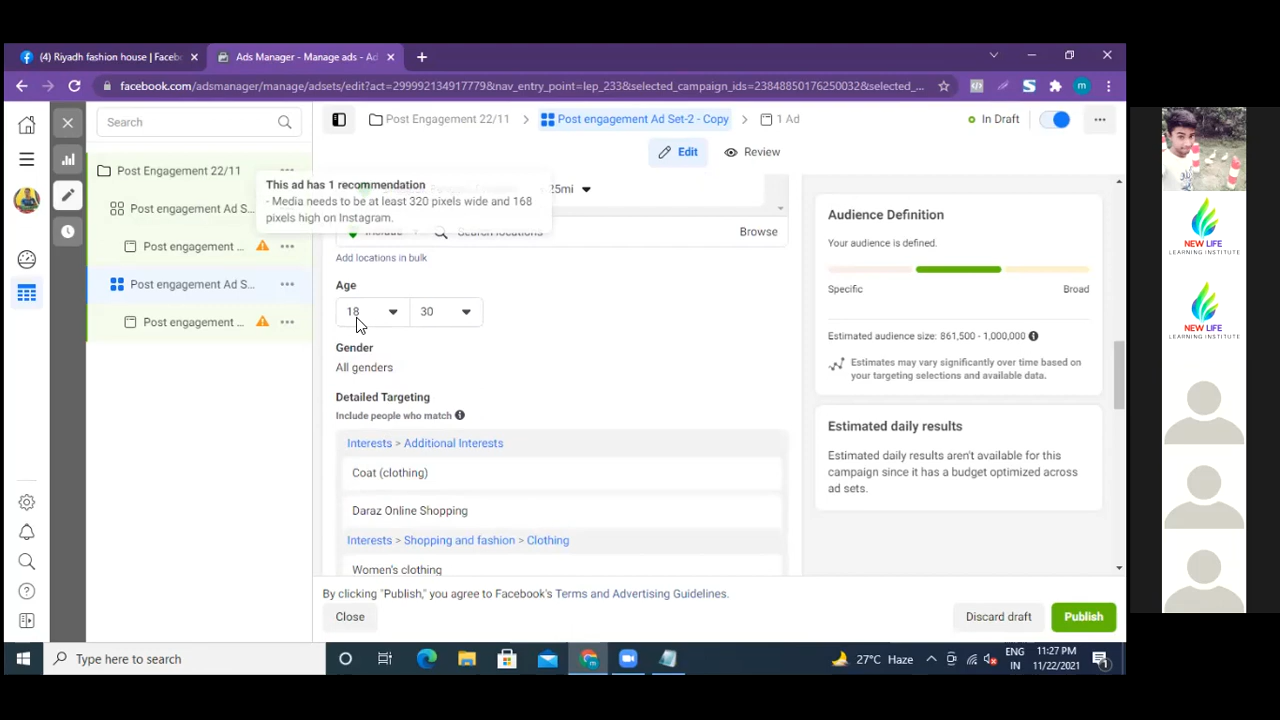 (4) Riyadh fashion house | Faceb
Ads Manager - Manage ads - Ad
facebook.com/adsmanager/manage/adsets/edit?act=299992134917779&nav_entry_point=lep_233&selected_campaign_ids=23848850176250032&selected_...
m
Search
Post Engagement 22/11
Post engagement Ad Set-2 - Copy
1 Ad
In Draft
Edit
Review
Post Engagement 22/11
Post engagement Ad S...
Post engagement ...
Post engagement Ad S...
Post engagement ...
This ad has 1 recommendation
- Media needs to be at least 320 pixels wide and 168
pixels high on Instagram.
25mi
Include
Search locations
Browse
Add locations in bulk
Age
18
30
Gender
All genders
Detailed Targeting
Include people who match
Interests > Additional Interests
Coat (clothing)
Daraz Online Shopping
Interests > Shopping and fashion > Clothing
Women's clothing
Audience Definition
Your audience is defined.
Specific
Broad
Estimated audience size: 861,500 - 1,000,000
Estimates may vary significantly over time based on
your targeting selections and available data.
Estimated daily results
Estimated daily results aren't available for this
campaign since it has a budget optimized across
ad sets.
By clicking "Publish," you agree to Facebook's Terms and Advertising Guidelines.
Close
Discard draft
Publish
Type here to search
27°C Haze
ENG
IN
11:27 PM
11/22/2021
1
NEW LIFE
LEARNING INSTITUTE
NEW LIFE
LEARNING INSTITUTE